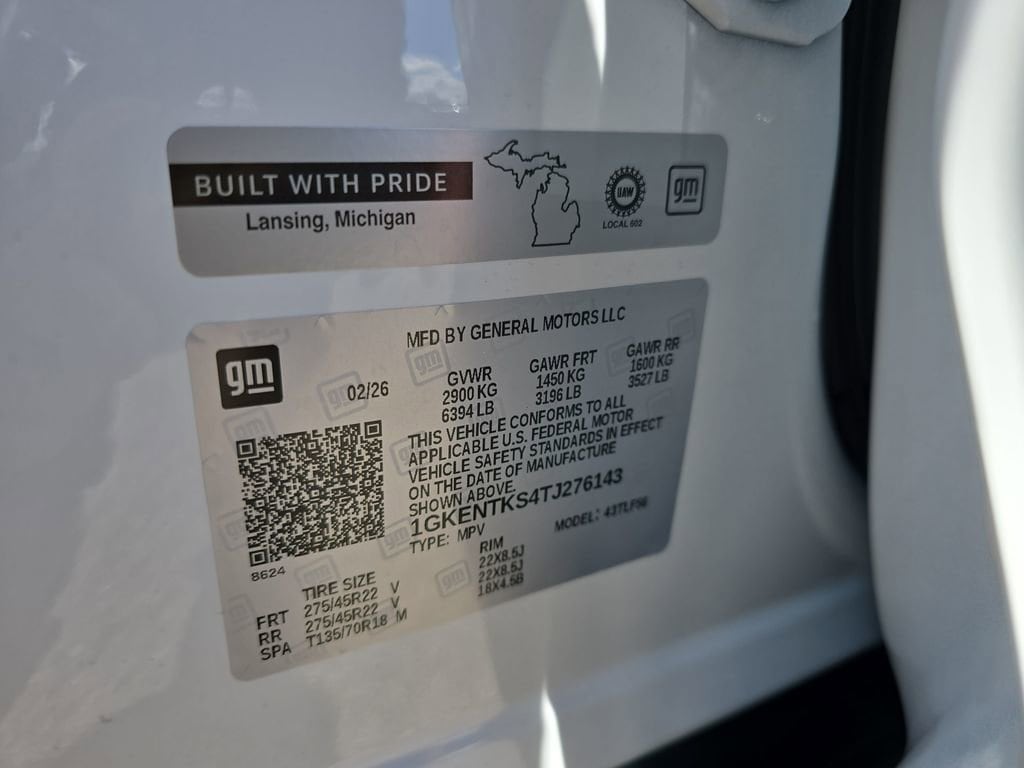 BUILT WITH PRIDE
Lansing, Michigan
UAW
LOCAL 602
gm
MFD BY GENERAL MOTORS LLC
gm
02/26
GVWR GAWR FRT GAWR RR
2900 KG 1450 KG 1600 KG
6394 LB 3196 LB 3527 LB
THIS VEHICLE CONFORMS TO ALL
APPLICABLE U.S. FEDERAL MOTOR
VEHICLE SAFETY STANDARDS IN EFFECT
ON THE DATE OF MANUFACTURE
SHOWN ABOVE.
1GKENTKS4TJ276143
TYPE: MPV MODEL: 43TLF56
8624
TIRE SIZE RIM
FRT 275/45R22 V 22X8.5J
RR 275/45R22 V 22X8.5J
SPA T135/70R18 M 18X4.5B